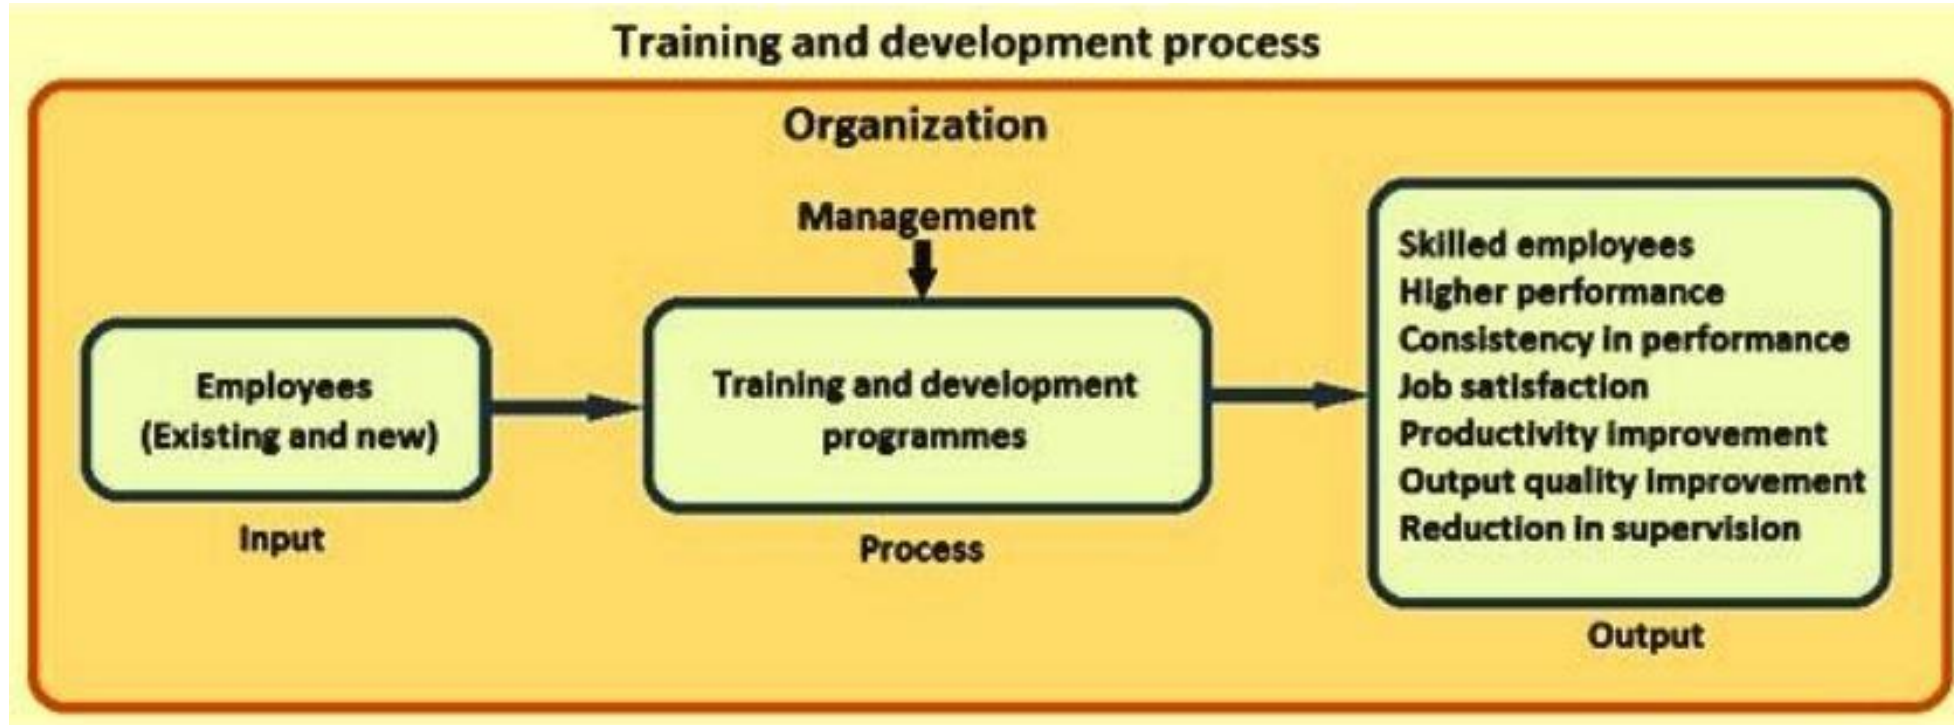 Training and development process
Organization
Management
Employees
(Existing and new)
Input
Training and development
programmes
Process
Skilled employees
Higher performance
Consistency in performance
Job satisfaction
Productivity improvement
Output quality improvement
Reduction in supervision
Output